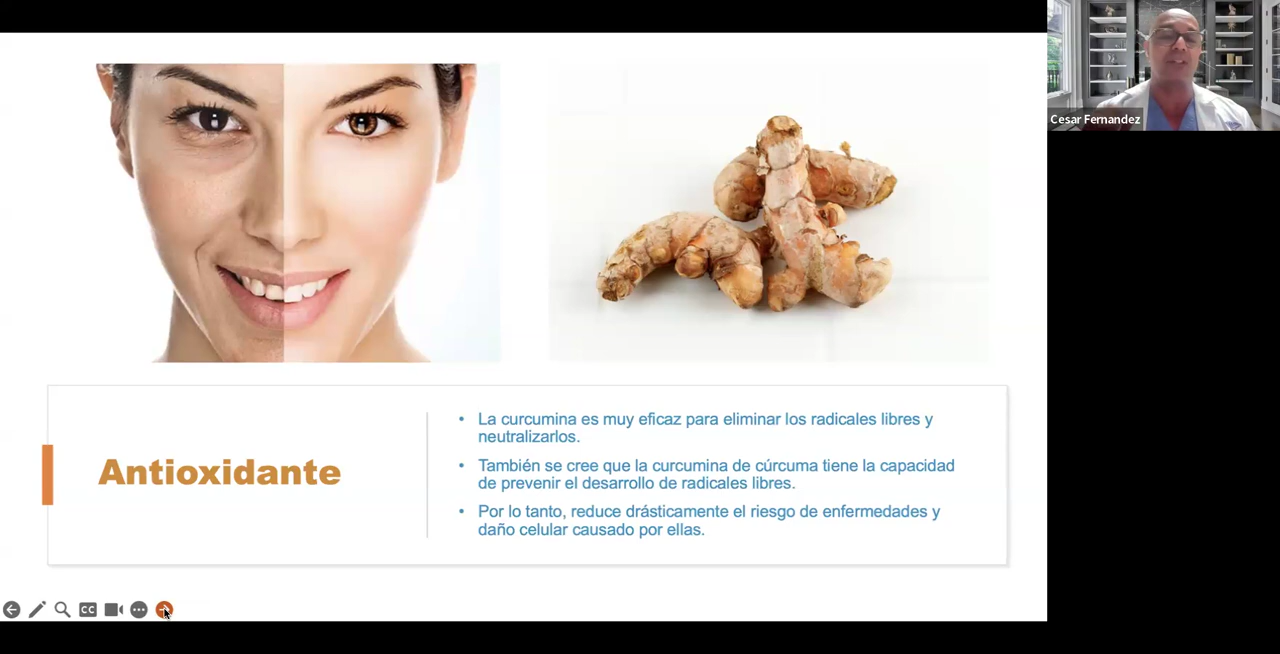 Cesar Fernandez
Antioxidante
• La curcumina es muy eficaz para eliminar los radicales libres y
neutralizarlos.
• También se cree que la curcumina de cúrcuma tiene la capacidad
de prevenir el desarrollo de radicales libres.
• Por lo tanto, reduce drásticamente el riesgo de enfermedades y
daño celular causado por ellas.
CC